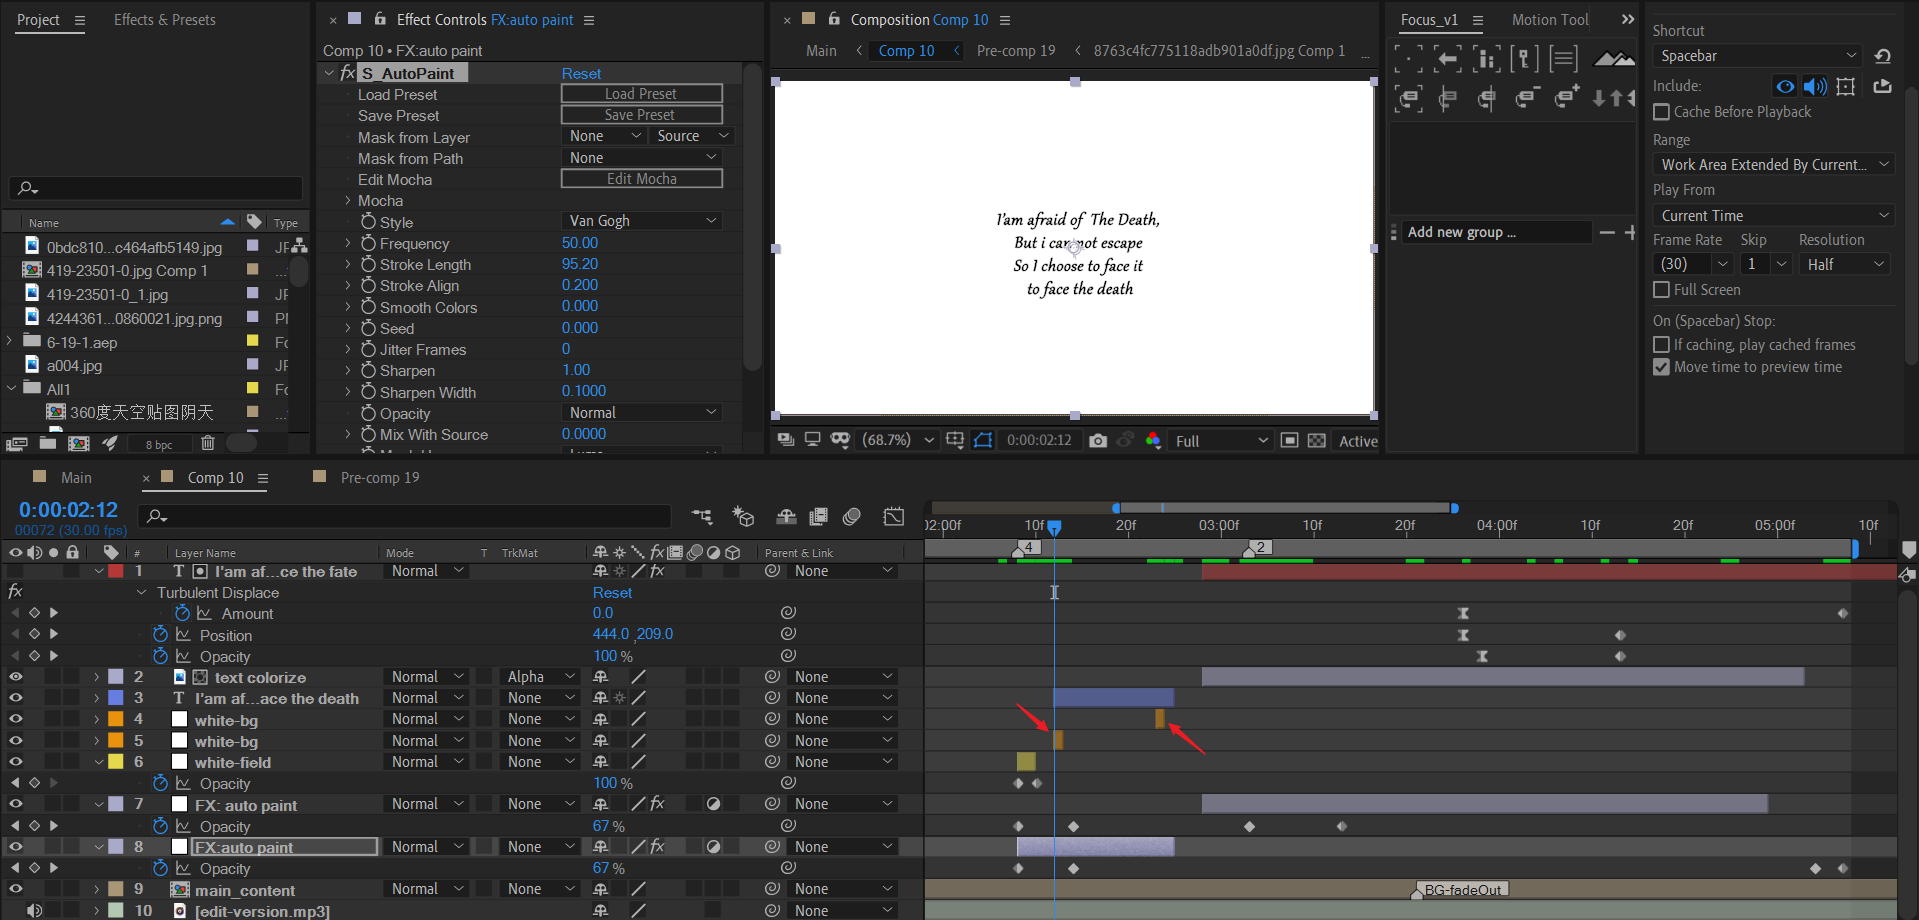 Project
Effects & Presets
Effect Controls FX:auto paint
Composition Comp 10
Focus_v1
Motion Tool
Shortcut
Spacebar
Comp 10 • FX:auto paint
Main
Comp 10
Pre-comp 19
8763c4fc775118adb901a0df.jpg Comp 1
...
Include:
Cache Before Playback
Range
Work Area Extended By Current...
Play From
Current Time
Frame Rate
Skip
Resolution
(30)
1
Half
Full Screen
On (Spacebar) Stop:
If caching, play cached frames
Move time to preview time
fx S_AutoPaint
Reset
Load Preset
Load Preset
Save Preset
Save Preset
Mask from Layer
None
Source
Mask from Path
None
Edit Mocha
Edit Mocha
Mocha
Style
Van Gogh
Frequency
50.00
Stroke Length
95.20
Stroke Align
0.200
Smooth Colors
0.000
Seed
0.000
Jitter Frames
0
Sharpen
1.00
Sharpen Width
0.1000
Opacity
Normal
Mix With Source
0.0000
Name
Type
0bdc810...c464afb5149.jpg
419-23501-0.jpg Comp 1
419-23501-0_1.jpg
4244361...0860021.jpg.png
6-19-1.aep
a004.jpg
All1
360度天空贴图阴天
8 bpc
I'am afraid of The Death,
But i cannot escape
So I choose to face it
to face the death
(68.7%)
0:00:02:12
Full
Active
Add new group ...
Main
Comp 10
Pre-comp 19
0:00:02:12
00072 (30.00 fps)
02:00f
10f
20f
03:00f
10f
20f
04:00f
10f
20f
05:00f
10f
#
Layer Name
Mode
T
TrkMat
fx
Parent & Link
4
2
1 T I'am af...ce the fate
Normal
fx
None
fx
Turbulent Displace
Reset
Amount
0.0
Position
444.0 ,209.0
Opacity
100 %
2 text colorize
Normal
Alpha
None
3 T I'am af...ace the death
Normal
None
None
4 white-bg
Normal
None
None
5 white-bg
Normal
None
None
6 white-field
Normal
None
None
Opacity
100 %
7 FX: auto paint
Normal
None
fx
None
Opacity
67 %
8 FX:auto paint
Normal
None
fx
None
Opacity
67 %
9 main_content
Normal
None
None
BG-fadeOut
10 [edit-version.mp3]
None